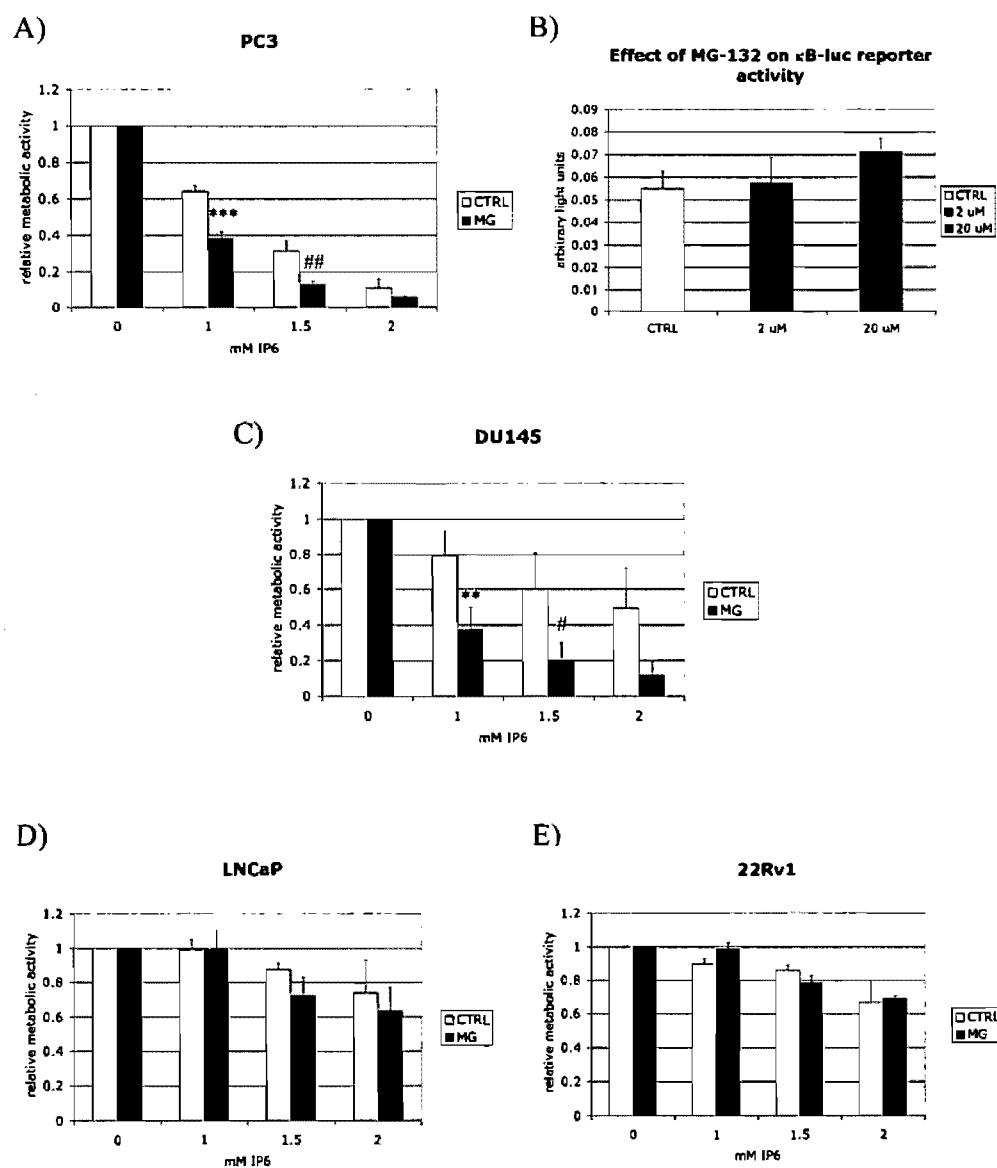 A)
PC3
1.2
1
0.8
0.6
0.4
0.2
0
relative metabolic activity
***
##
0 1 1.5 2
mM IP6
CTRL
MG
B)
Effect of MG-132 on κB-luc reporter
activity
0.09
0.08
0.07
0.06
0.05
0.04
0.03
0.02
0.01
0
arbitrary light units
CTRL 2 uM 20 uM
CTRL
2 uM
20 uM
C)
DU145
1.2
1
0.8
0.6
0.4
0.2
0
relative metabolic activity
**
#
0 1 1.5 2
mM IP6
CTRL
MG
D)
LNCaP
1.2
1
0.8
0.6
0.4
0.2
0
relative metabolic activity
0 1 1.5 2
mM IP6
CTRL
MG
E)
22Rv1
1.2
1
0.8
0.6
0.4
0.2
0
relative metabolic activity
0 1 1.5 2
mM IP6
CTRL
MG